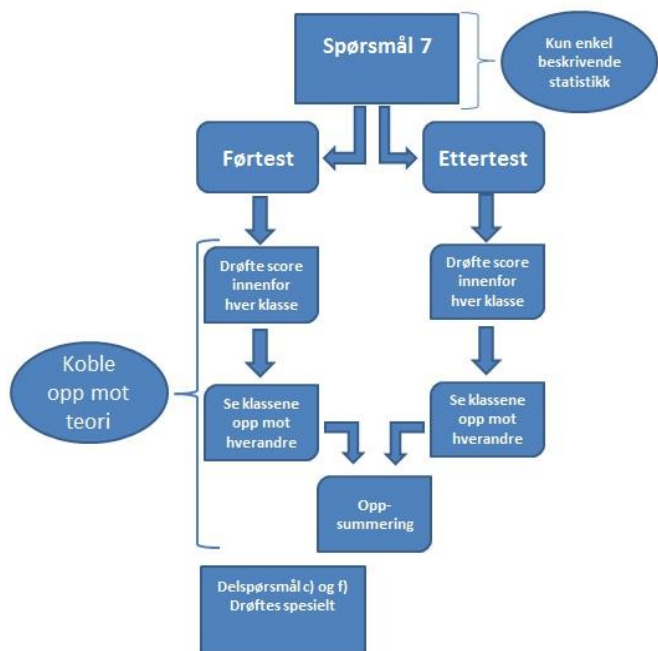 Spørsmål 7
Kun enkel
beskrivende
statistikk
Førtest
Ettertest
Drøfte score
innenfor
hver klasse
Drøfte score
innenfor
hver klasse
Koble
opp mot
teori
Se klassene
opp mot
hverandre
Se klassene
opp mot
hverandre
Opp-
summering
Delspørsmål c) og f)
Drøftes spesielt